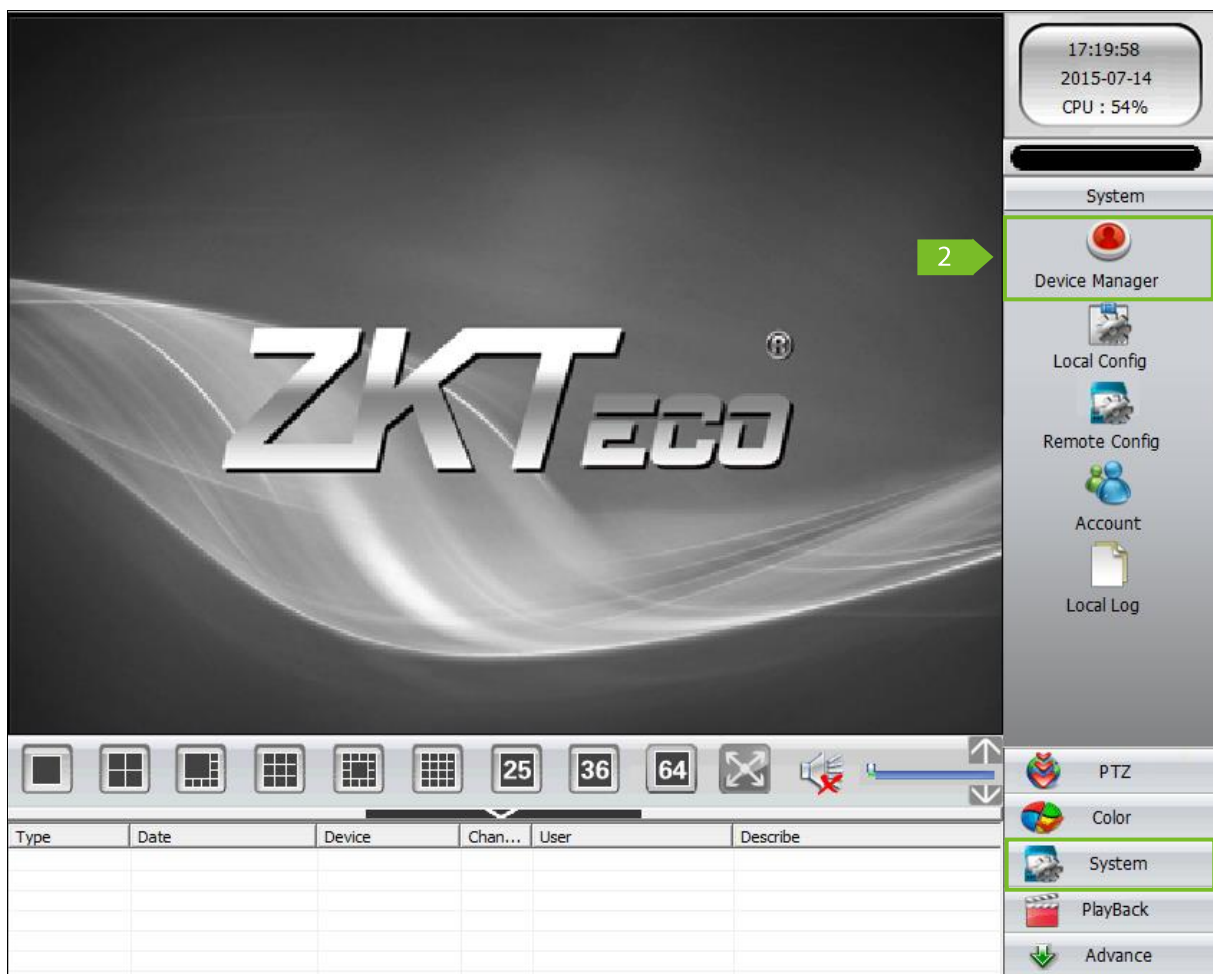 17:19:58
2015-07-14
CPU : 54%
System
2
Device Manager
ZKTECO ®
Local Config
Remote Config
Account
Local Log
25 36 64
PTZ
Color
Type Date Device Chan... User Describe
System
PlayBack
Advance